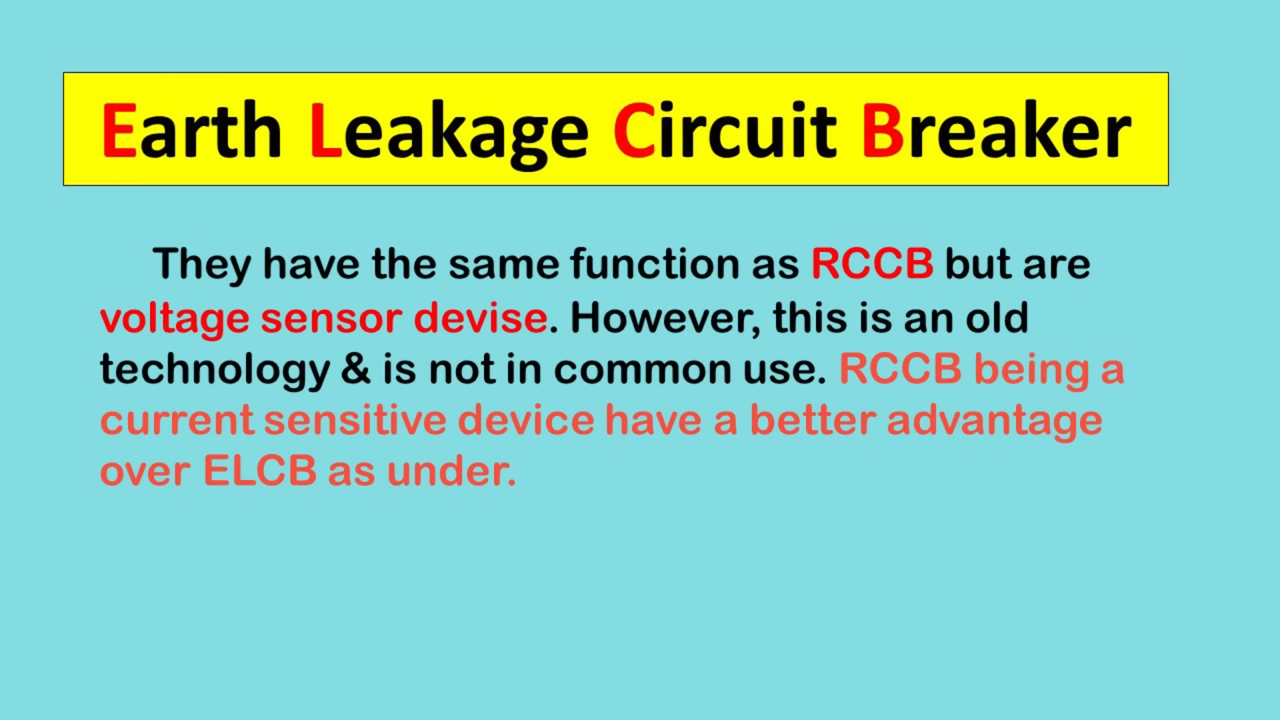 Earth Leakage Circuit Breaker
They have the same function as RCCB but are
voltage sensor devise. However, this is an old
technology & is not in common use. RCCB being a
current sensitive device have a better advantage
over ELCB as under.